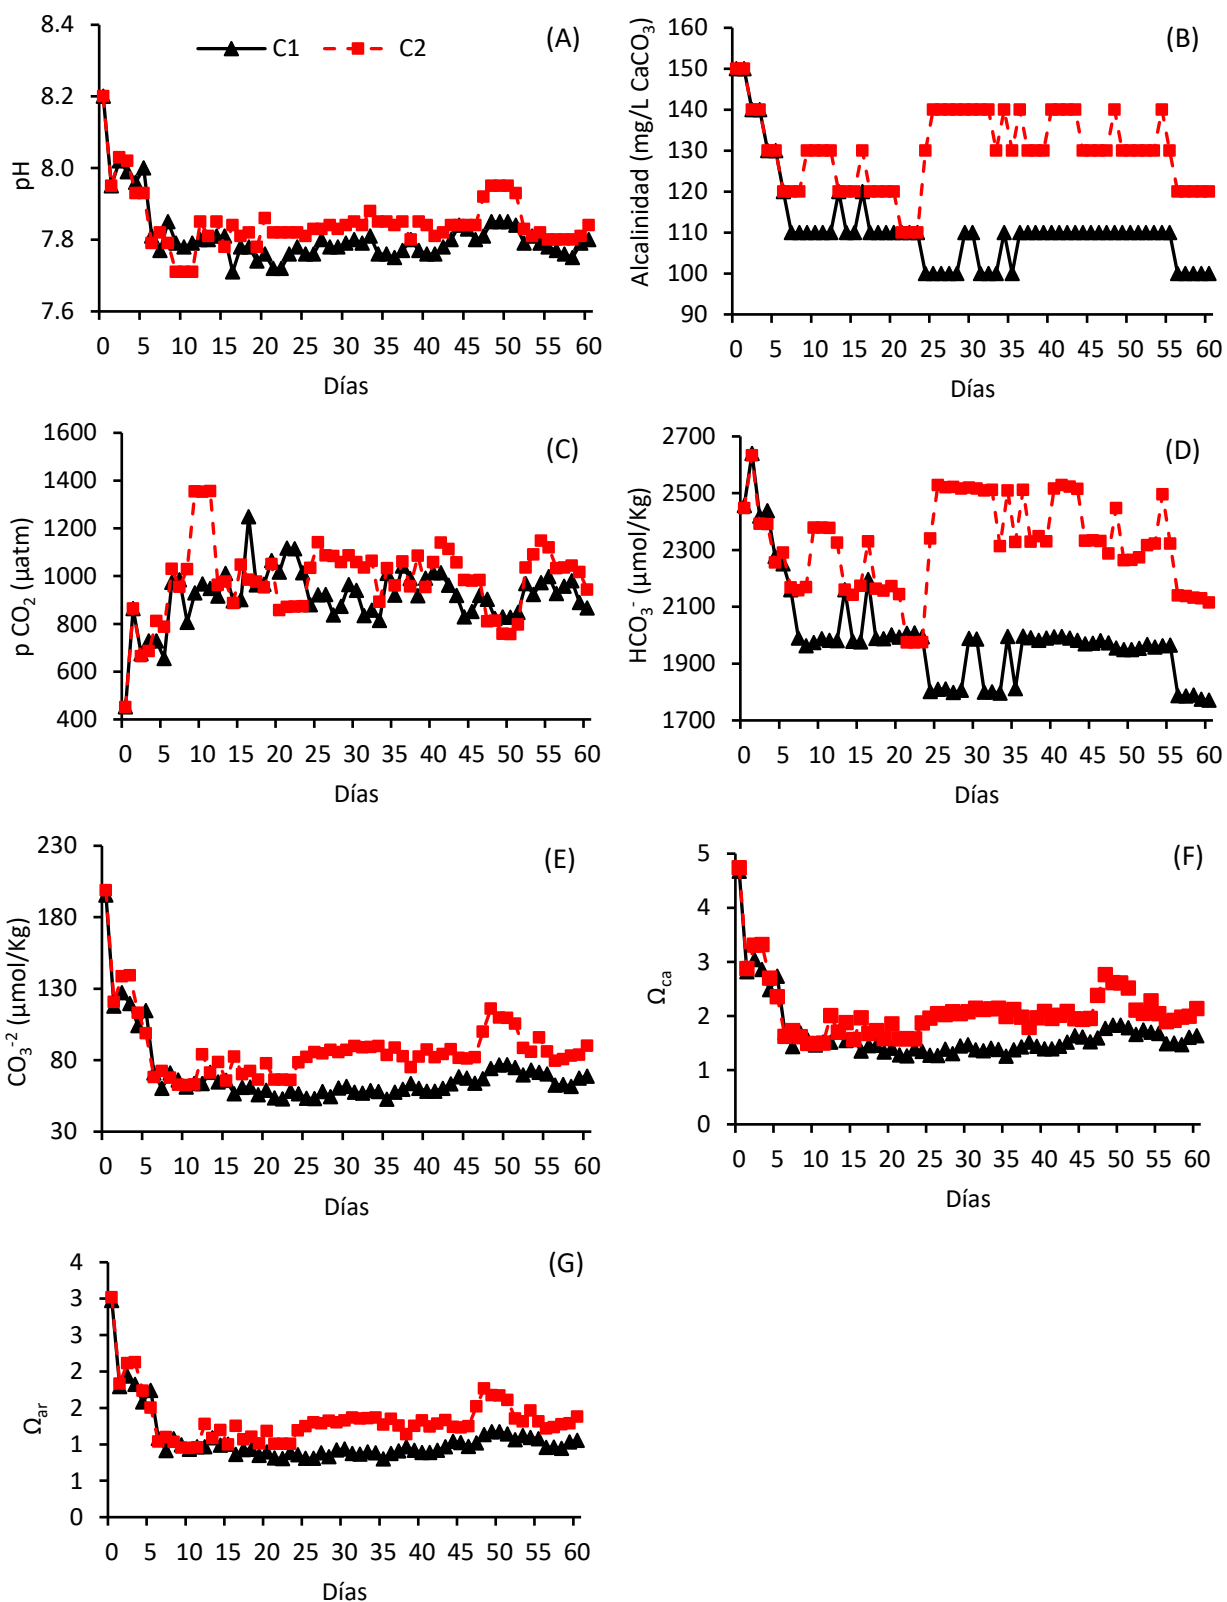 (A)
C1 C2
8.4
8.2
8.0
7.8
7.6
pH
0 5 10 15 20 25 30 35 40 45 50 55 60
Días
(B)
160
150
140
130
120
110
100
90
Alcalinidad (mg/L CaCO₃)
0 5 10 15 20 25 30 35 40 45 50 55 60
Días
(C)
1600
1400
1200
1000
800
600
400
p CO₂ (µatm)
0 5 10 15 20 25 30 35 40 45 50 55 60
Días
(D)
2700
2500
2300
2100
1900
1700
HCO₃⁻ (µmol/Kg)
0 5 10 15 20 25 30 35 40 45 50 55 60
Días
(E)
230
180
130
80
30
CO₃⁻² (µmol/Kg)
0 5 10 15 20 25 30 35 40 45 50 55 60
Días
(F)
5
4
3
2
1
0
Ωca
0 5 10 15 20 25 30 35 40 45 50 55 60
Días
(G)
4
3
3
2
2
1
1
0
Ωar
0 5 10 15 20 25 30 35 40 45 50 55 60
Días